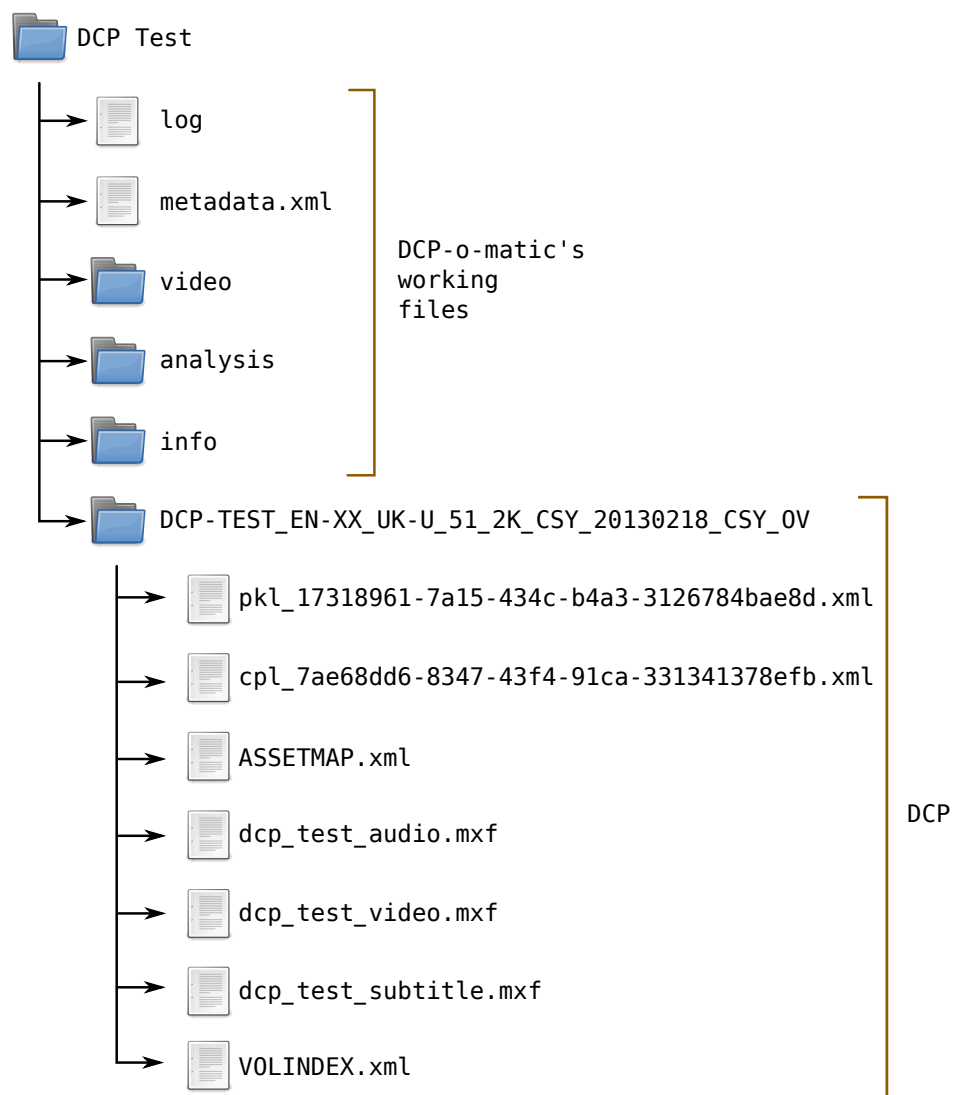 DCP Test
log
metadata.xml
video
analysis
info
DCP-o-matic's
working
files
DCP-TEST_EN-XX_UK-U_51_2K_CSY_20130218_CSY_OV
pkl_17318961-7a15-434c-b4a3-3126784bae8d.xml
cpl_7ae68dd6-8347-43f4-91ca-331341378efb.xml
ASSETMAP.xml
dcp_test_audio.mxf
dcp_test_video.mxf
dcp_test_subtitle.mxf
VOLINDEX.xml
DCP